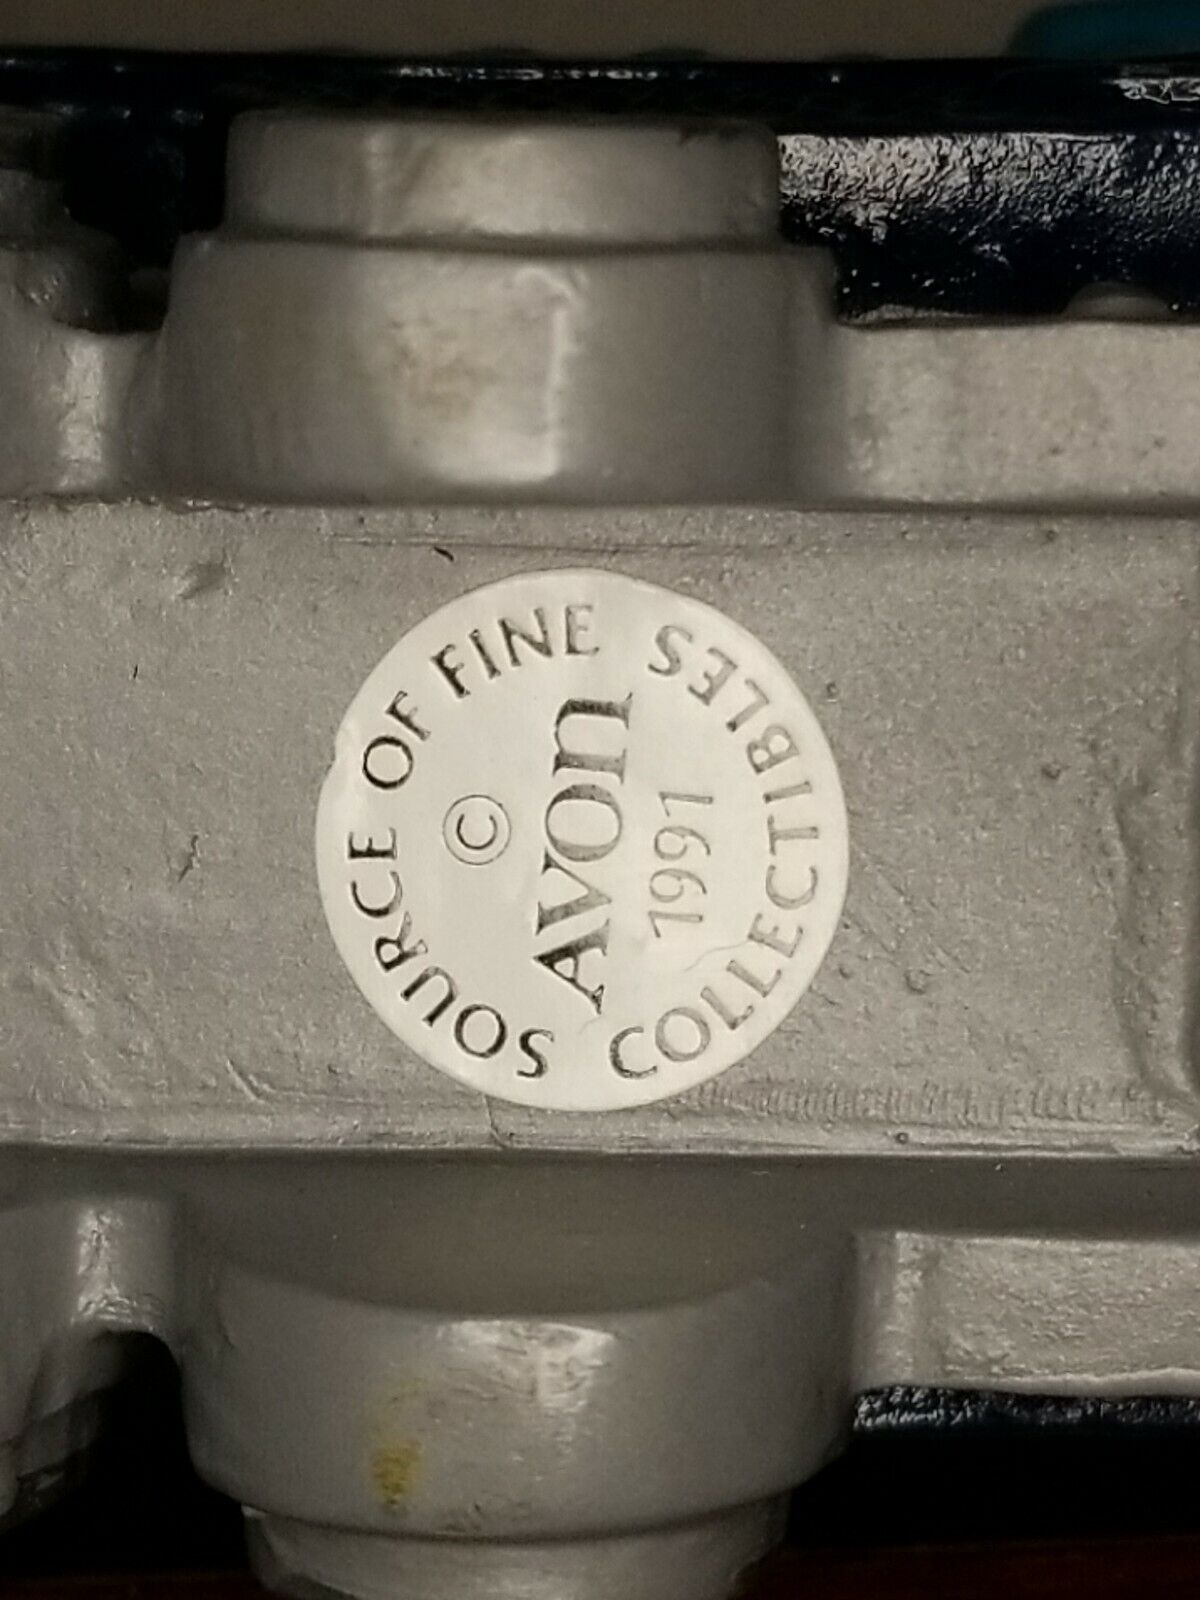 SOURCE OF FINE COLLECTIBLES
©
AVON
1991